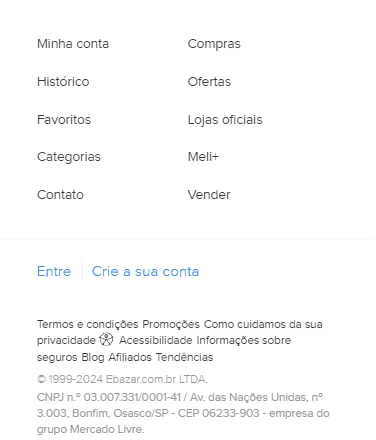 Minha conta
Compras
Histórico
Ofertas
Favoritos
Lojas oficiais
Categorias
Meli+
Contato
Vender
Entre
Crie a sua conta
Termos e condições Promoções Como cuidamos da sua
privacidade Acessibilidade Informações sobre
seguros Blog Afiliados Tendências
© 1999-2024 Ebazar.com.br LTDA.
CNPJ n.º 03.007.331/0001-41 / Av. das Nações Unidas, nº
3.003, Bonfim, Osasco/SP - CEP 06233-903 - empresa do
grupo Mercado Livre.